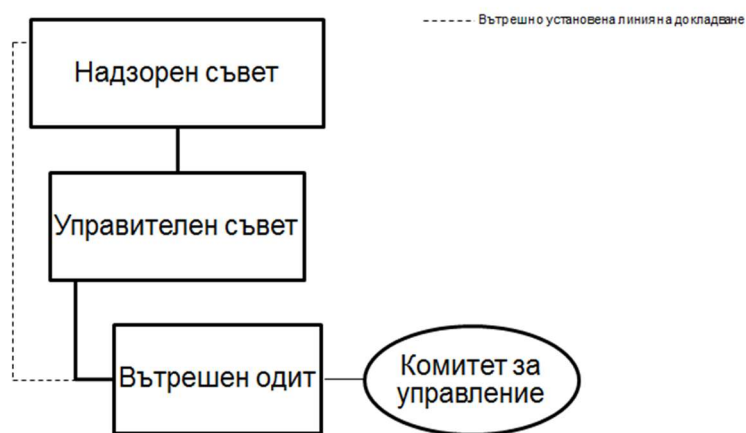 Вътрешно установена линия на докладване
Надзорен съвет
Управителен съвет
Вътрешен одит
Комитет за
управление